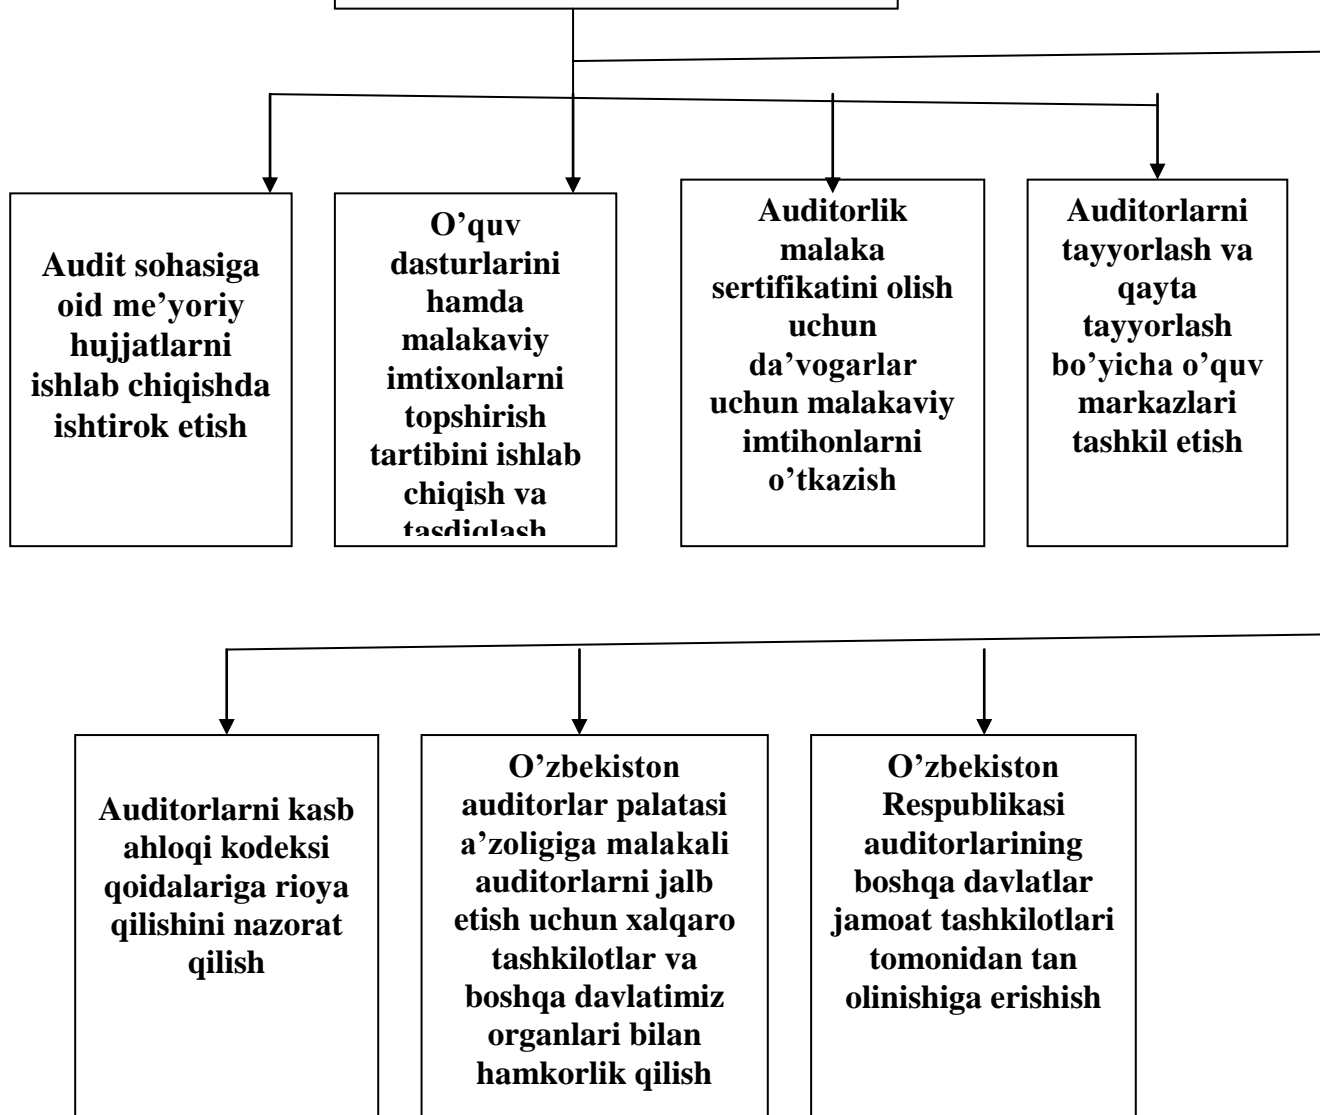 Audit sohasiga
oid me’yoriy
hujjatlarni
ishlab chiqishda
ishtirok etish
O’quv
dasturlarini
hamda
malakaviy
imtixonlarni
topshirish
tartibini ishlab
chiqish va
tasdiqlash
Auditorlik
malaka
sertifikatini olish
uchun
da’vogarlar
uchun malakaviy
imtihonlarni
o’tkazish
Auditorlarni
tayyorlash va
qayta
tayyorlash
bo’yicha o’quv
markazlari
tashkil etish
Auditorlarni kasb
ahloqi kodeksi
qoidalariga rioya
qilishini nazorat
qilish
O’zbekiston
auditorlar palatasi
a’zoligiga malakali
auditorlarni jalb
etish uchun xalqaro
tashkilotlar va
boshqa davlatimiz
organlari bilan
hamkorlik qilish
O’zbekiston
Respublikasi
auditorlarining
boshqa davlatlar
jamoat tashkilotlari
tomonidan tan
olinishiga erishish